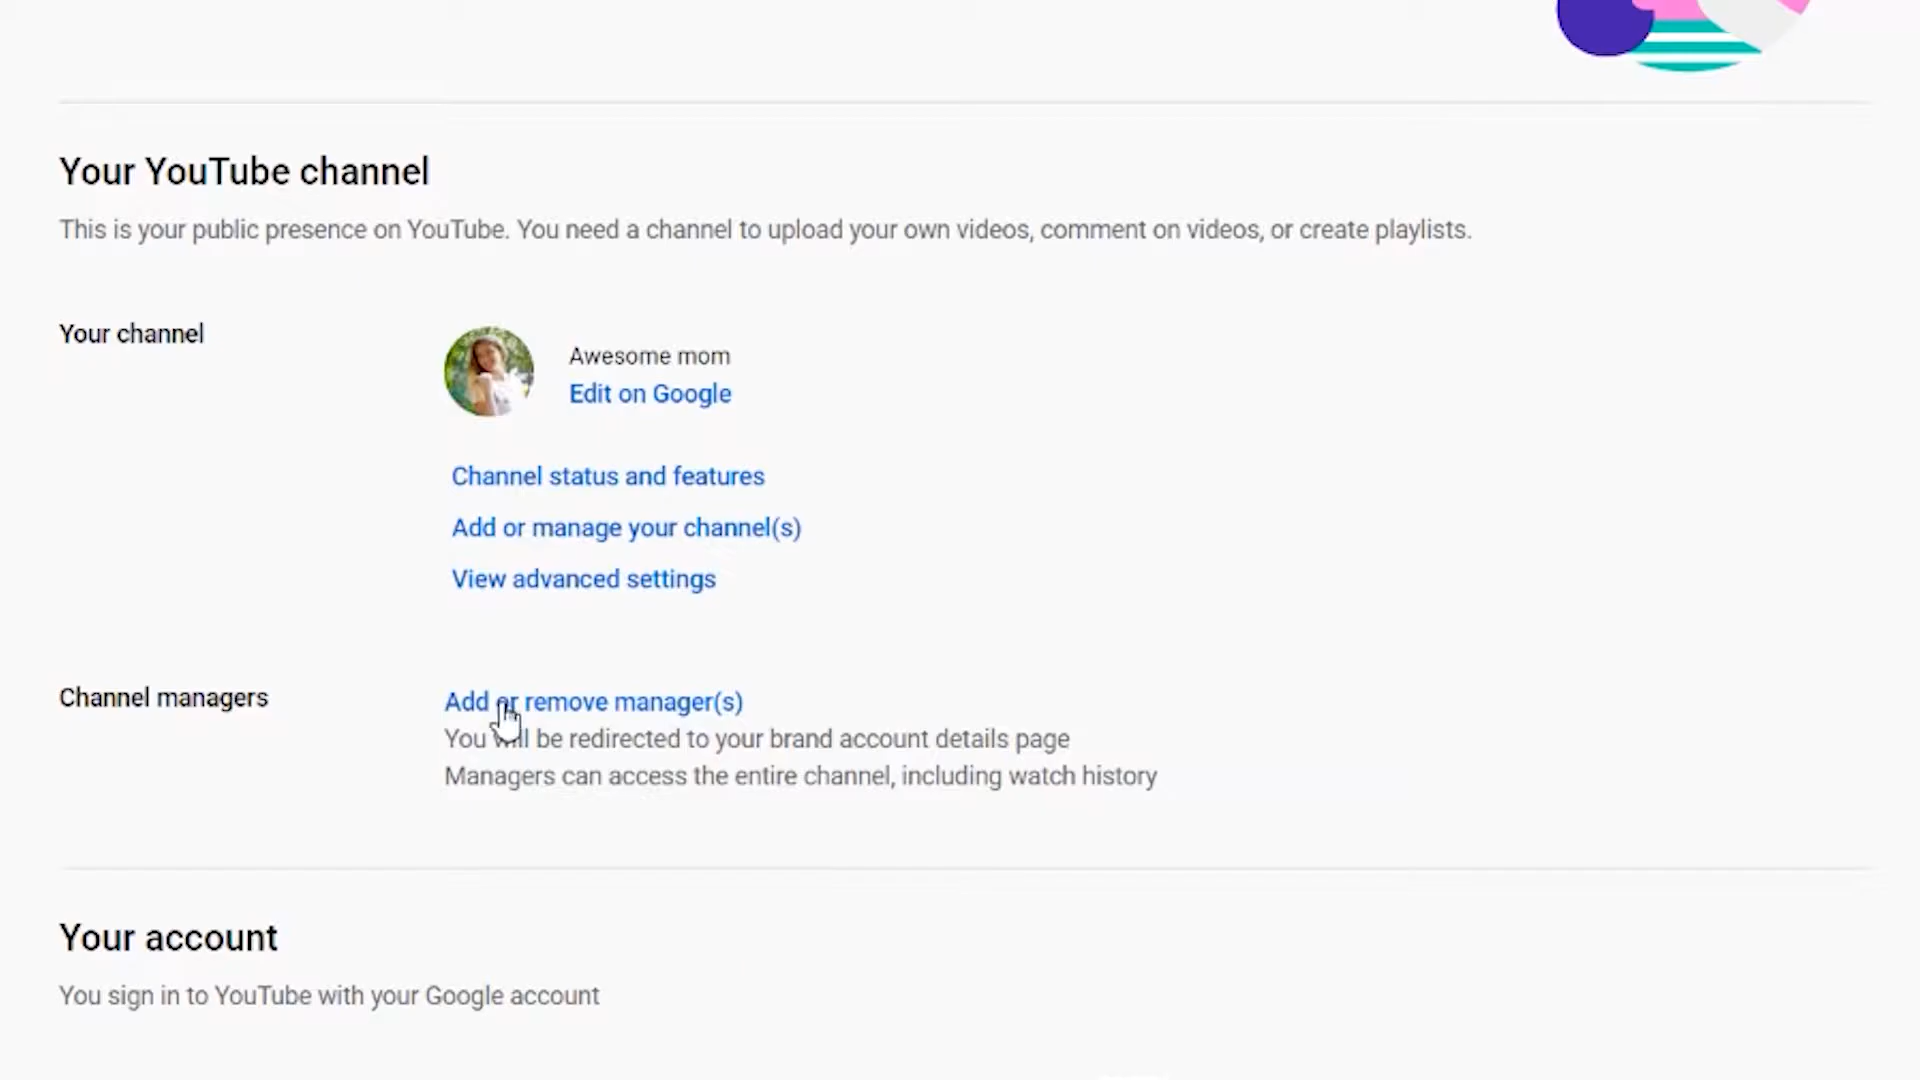 Your YouTube channel
This is your public presence on YouTube. You need a channel to upload your own videos, comment on videos, or create playlists.
Your channel
Awesome mom
Edit on Google
Channel status and features
Add or manage your channel(s)
View advanced settings
Channel managers
Add or remove manager(s)
You will be redirected to your brand account details page
Managers can access the entire channel, including watch history
Your account
You sign in to YouTube with your Google account